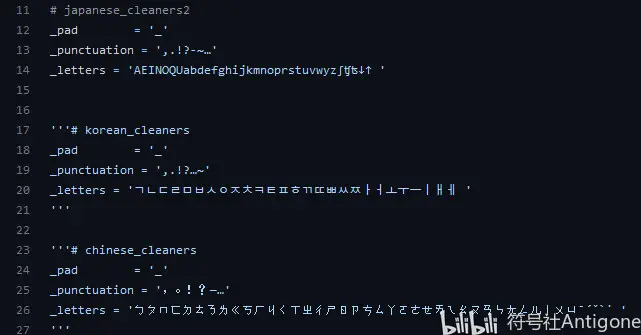 11 # japanese_cleaners2
12 _pad        = '_'
13 _punctuation = ',.!?-~…'
14 _letters = 'AEINOQUabdefghijkmnoprstuvwyzʃʧʦ↓↑ '
15
16
17 '''# korean_cleaners
18 _pad        = '_'
19 _punctuation = ',.!?…~'
20 _letters = 'ㄱㄴㄷㄹㅁㅂㅅㅇㅈㅊㅋㅌㅍㅎㄲㄸㅃㅆㅉㅏㅓㅗㅜㅡㅣㅐㅔ '
21 '''
22
23 '''# chinese_cleaners
24 _pad        = '_'
25 _punctuation = ',。！？—…'
26 _letters = 'ㄅㄆㄇㄈㄉㄊㄋㄌㄍㄎㄏㄐㄑㄒㄓㄔㄕㄖㄗㄘㄙㄚㄛㄜㄝㄞㄟㄠㄡㄢㄣㄤㄥㄦㄧㄨㄩ
27 '''
bilibili 符号社Antigone